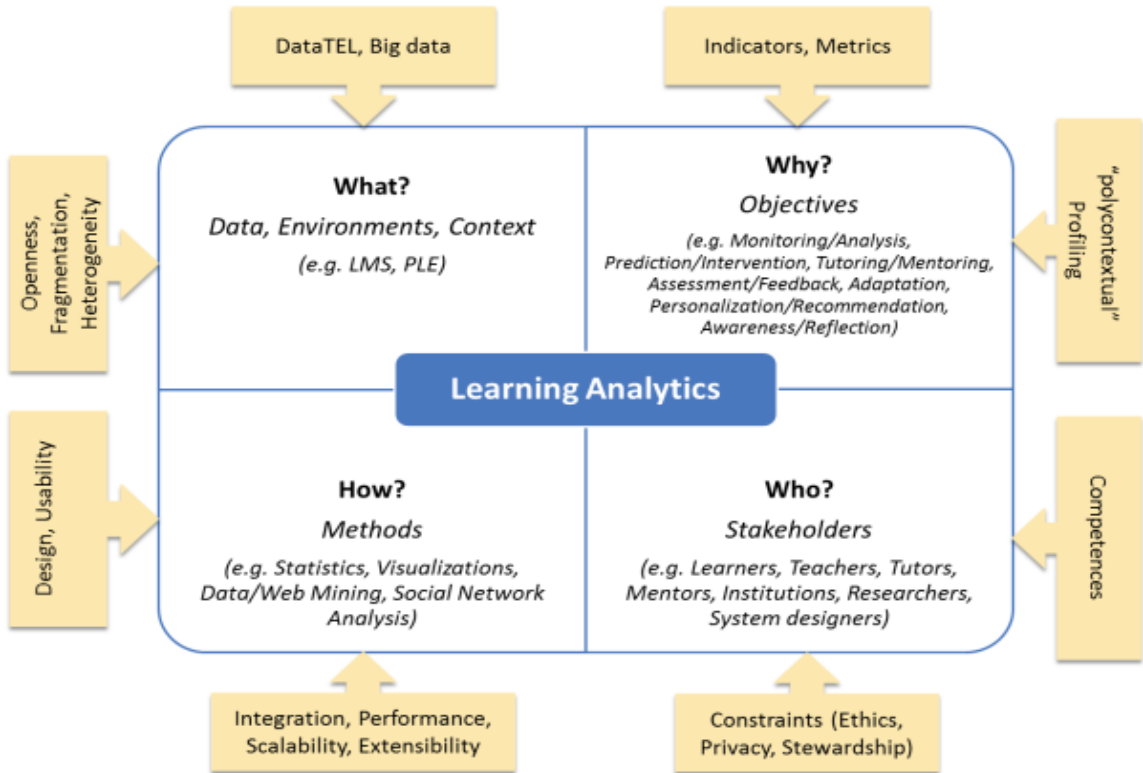 DataTEL, Big data
Indicators, Metrics
Openness,
Fragmentation,
Heterogeneity
What?
Data, Environments, Context
(e.g. LMS, PLE)
Why?
Objectives
(e.g. Monitoring/Analysis,
Prediction/Intervention, Tutoring/Mentoring,
Assessment/Feedback, Adaptation,
Personalization/Recommendation,
Awareness/Reflection)
“polycontextual”
Profiling
Learning Analytics
Design, Usability
How?
Methods
(e.g. Statistics, Visualizations,
Data/Web Mining, Social Network
Analysis)
Who?
Stakeholders
(e.g. Learners, Teachers, Tutors,
Mentors, Institutions, Researchers,
System designers)
Competences
Integration, Performance,
Scalability, Extensibility
Constraints (Ethics,
Privacy, Stewardship)